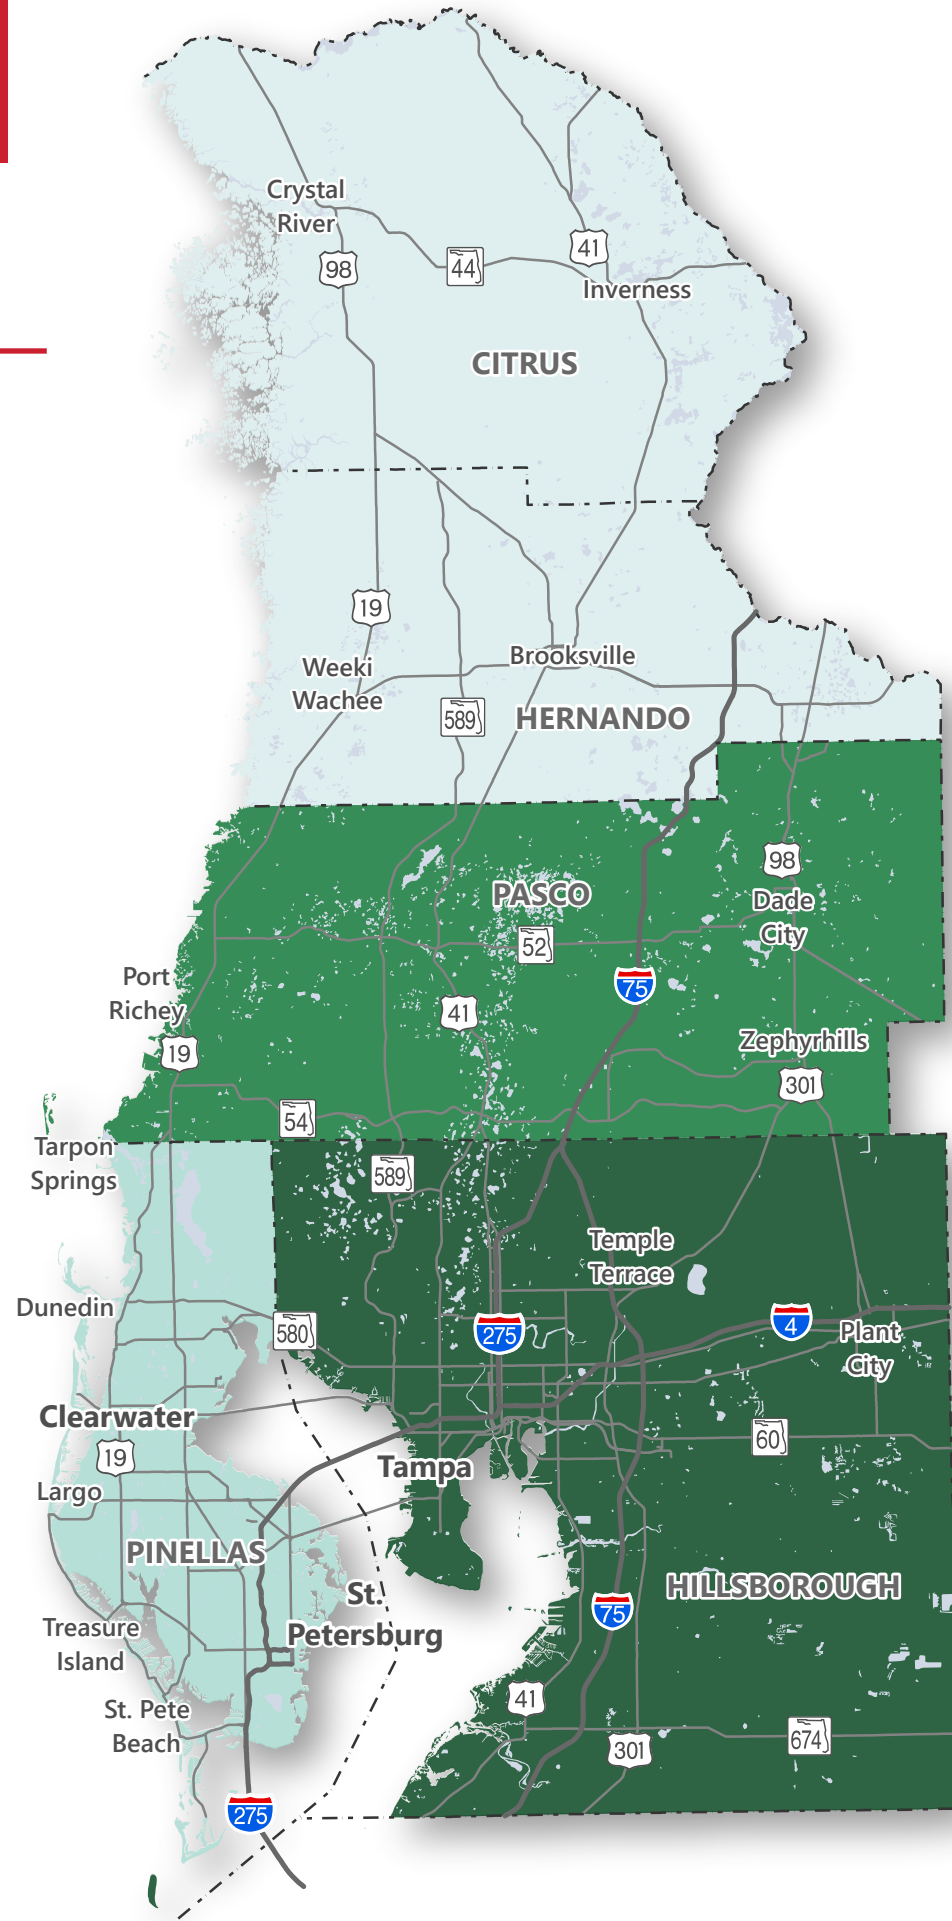 Crystal
River
98
44
41
Inverness
CITRUS
19
Weeki
Wachee
Brooksville
589
HERNANDO
98
PASCO
Dade
City
52
75
Port
Richey
41
19
Zephyrhills
301
54
Tarpon
Springs
589
Temple
Terrace
Dunedin
580
275
4
Plant
City
Clearwater
60
19
Tampa
Largo
PINELLAS
HILLSBOROUGH
St.
Petersburg
75
Treasure
Island
41
St. Pete
Beach
301
674
275